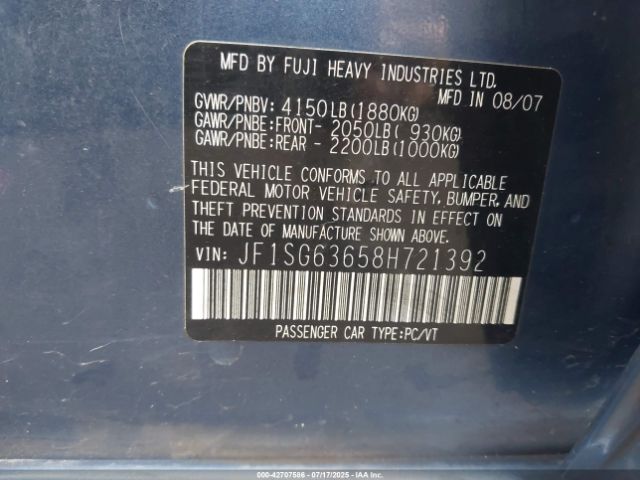 MFD BY FUJI HEAVY INDUSTRIES LTD.
MFD IN 08/07
GVWR/PNBV: 4150LB(1880KG)
GAWR/PNBE:FRONT- 2050LB( 930KG)
GAWR/PNBE:REAR - 2200LB(1000KG)
THIS VEHICLE CONFORMS TO ALL APPLICABLE
FEDERAL MOTOR VEHICLE SAFETY, BUMPER, AND
THEFT PREVENTION STANDARDS IN EFFECT ON
THE DATE OF MANUFACTURE SHOWN ABOVE.
VIN: JF1SG63658H721392
PASSENGER CAR TYPE:PC/VT
000-42707586 - 07/17/2025 - IAA Inc.